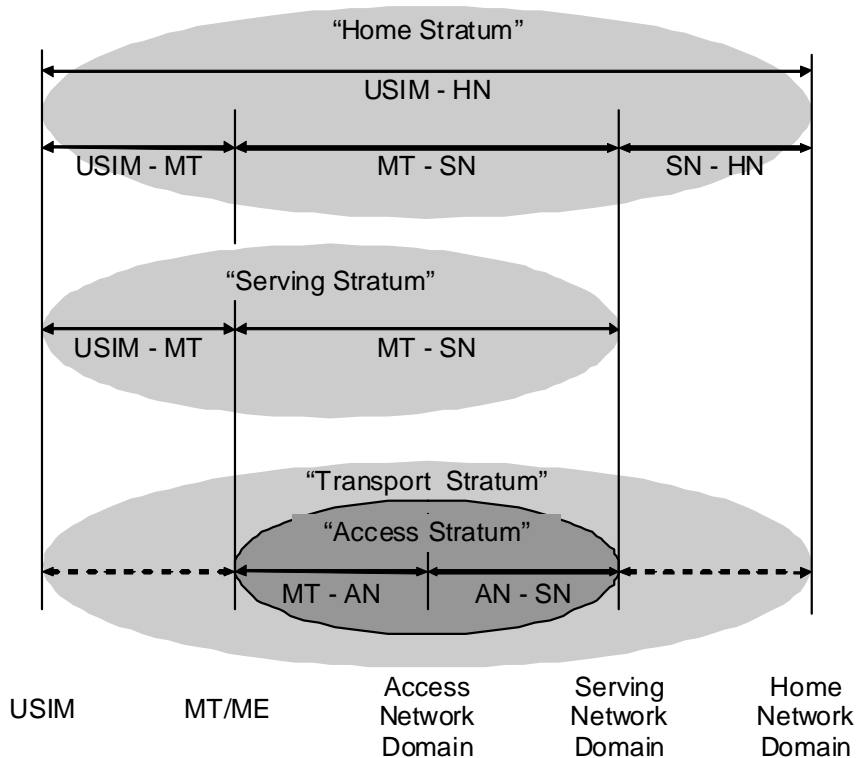 “Home Stratum”
USIM - HN
USIM - MT
MT - SN
SN - HN
“Serving Stratum”
USIM - MT
MT - SN
“Transport Stratum”
“Access Stratum”
MT - AN
AN - SN
USIM
MT/ME
Access
Network
Domain
Serving
Network
Domain
Home
Network
Domain